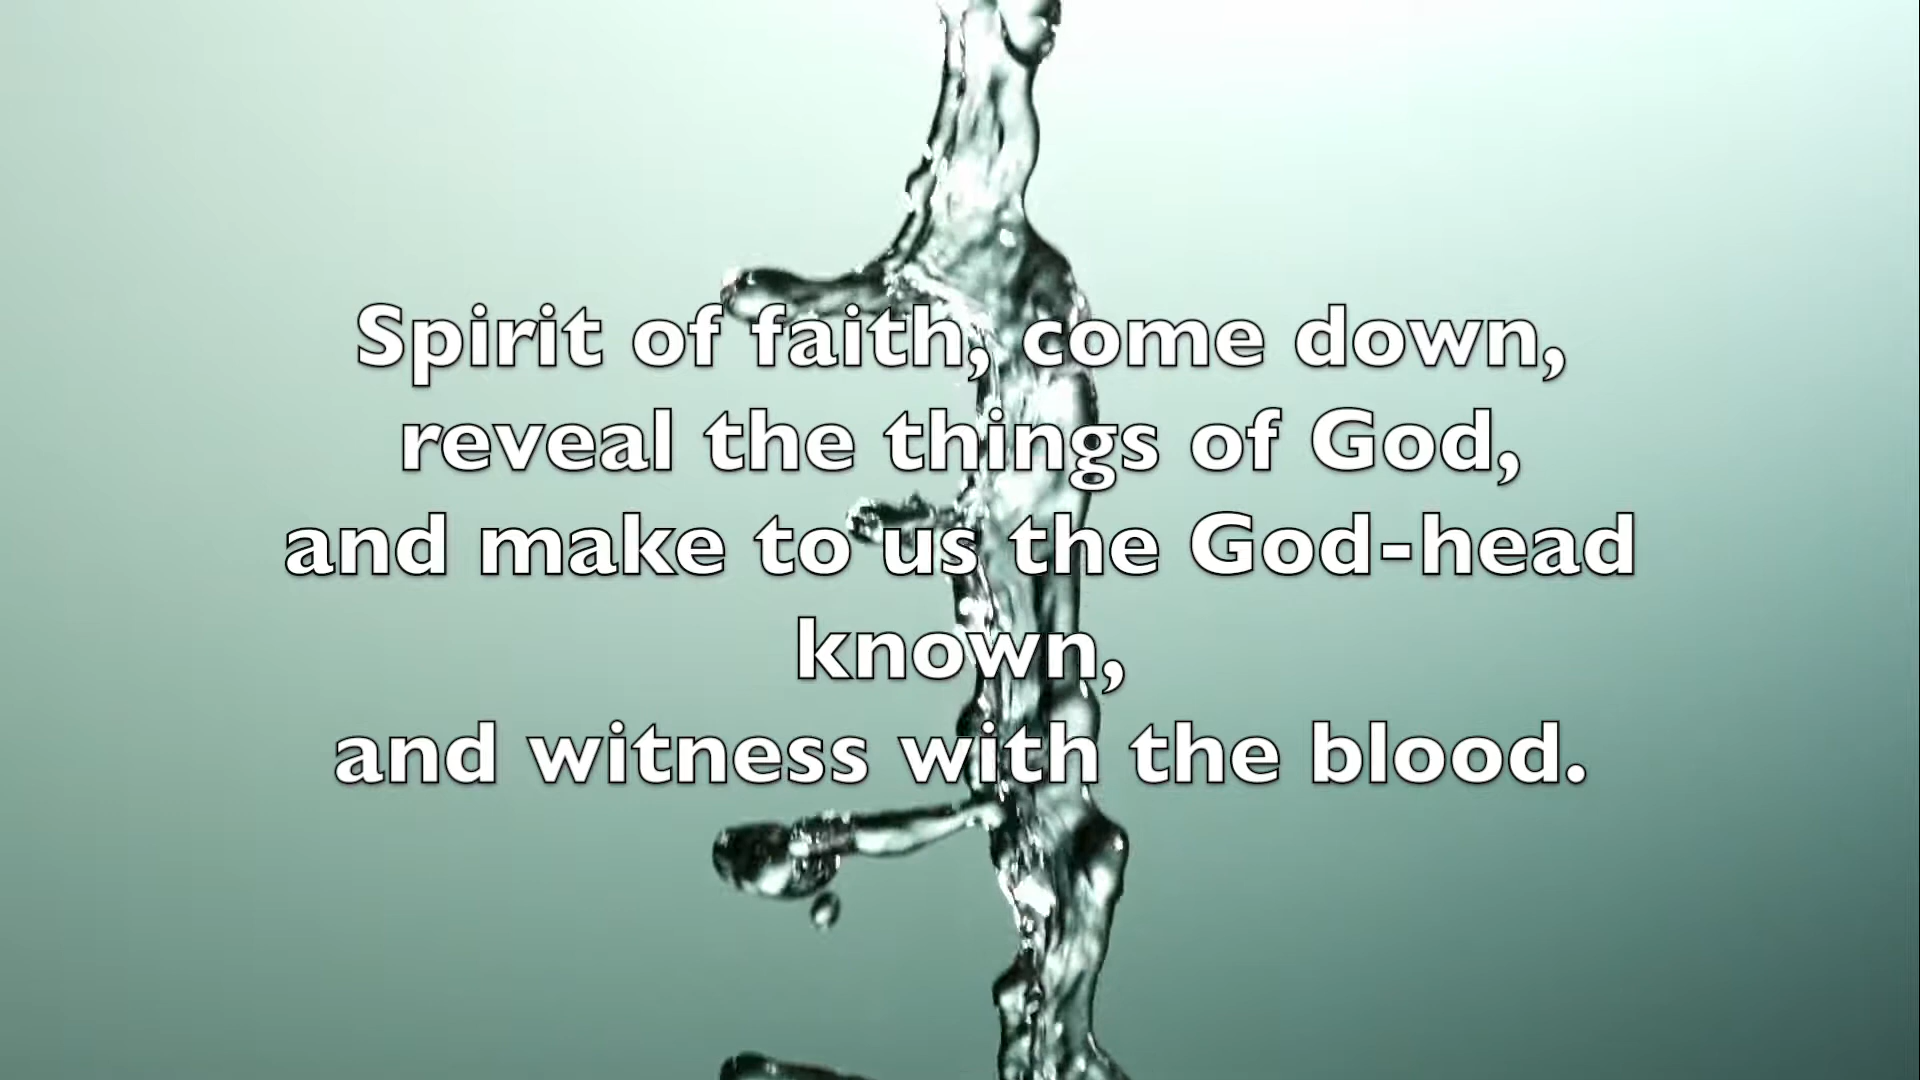 Spirit of faith, come down,
reveal the things of God,
and make to us the God-head
known,
and witness with the blood.